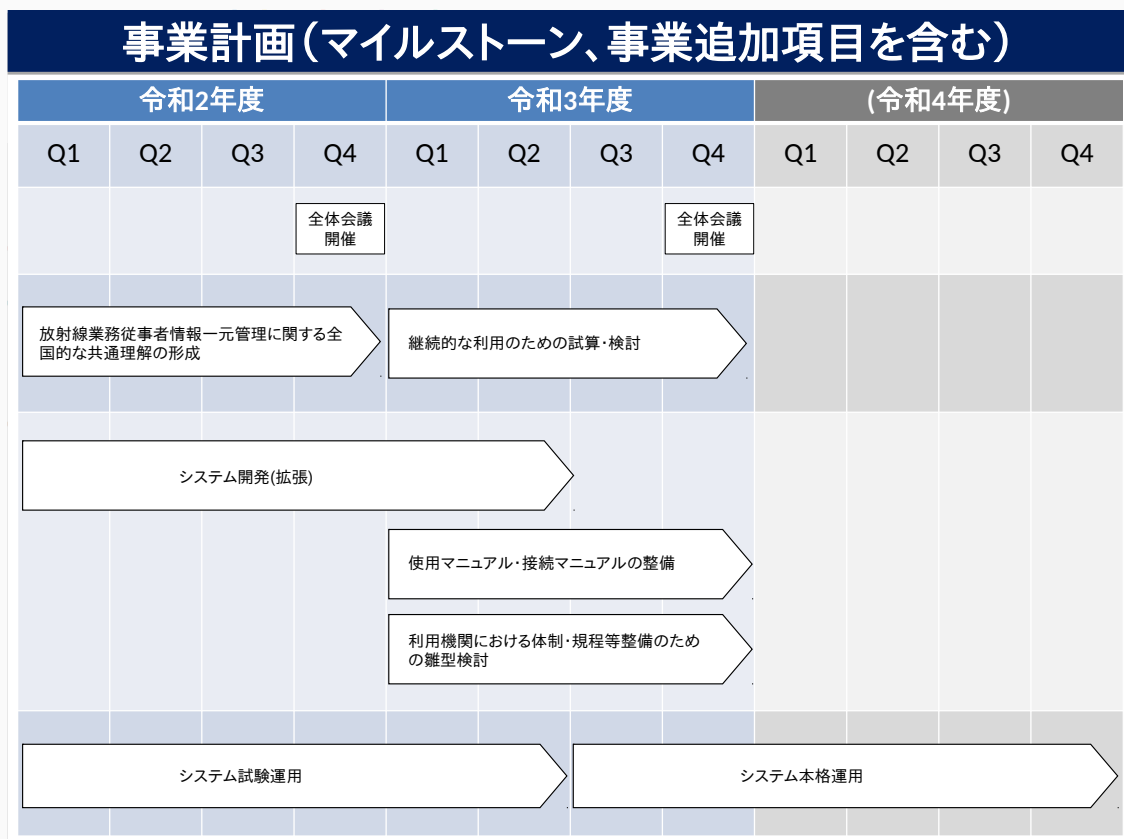 事業計画（マイルストーン、事業追加項目を含む）
令和2年度 令和3年度 (令和4年度)
Q1 Q2 Q3 Q4 Q1 Q2 Q3 Q4 Q1 Q2 Q3 Q4
全体会議
開催
全体会議
開催
放射線業務従事者情報一元管理に関する全
国的な共通理解の形成
継続的な利用のための試算・検討
システム開発(拡張)
使用マニュアル・接続マニュアルの整備
利用機関における体制・規程等整備のため
の雛型検討
システム試験運用
システム本格運用